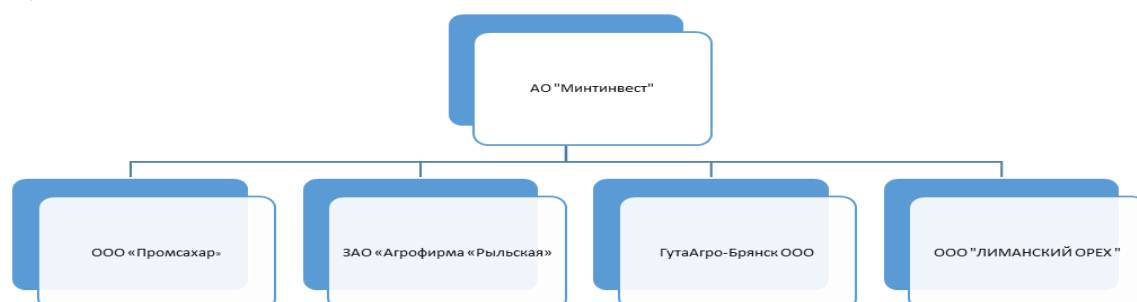 АО "Минтинвест"
ООО «Промсахар»
ЗАО «Агрофирма «Рыльская»
ГутаАгро-Брянск ООО
ООО "ЛИМАНСКИЙ ОРЕХ "